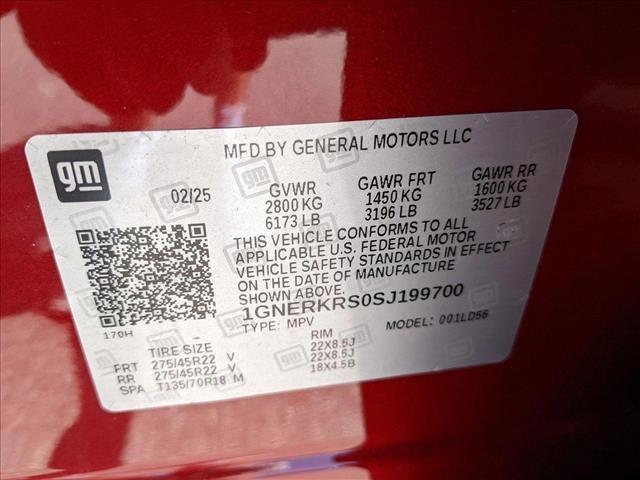 MFD BY GENERAL MOTORS LLC
gm
02/25
GVWR GAWR FRT GAWR RR
2800 KG 1450 KG 1600 KG
6173 LB 3196 LB 3527 LB
THIS VEHICLE CONFORMS TO ALL
APPLICABLE U.S. FEDERAL MOTOR
VEHICLE SAFETY STANDARDS IN EFFECT
ON THE DATE OF MANUFACTURE
SHOWN ABOVE.
1GNERKRS0SJ199700
TYPE: MPV MODEL: 001LD56
170H
TIRE SIZE RIM
FRT 275/45R22 V 22X8.5J
RR 275/45R22 V 22X8.5J
SPA T135/70R18 M 18X4.5B